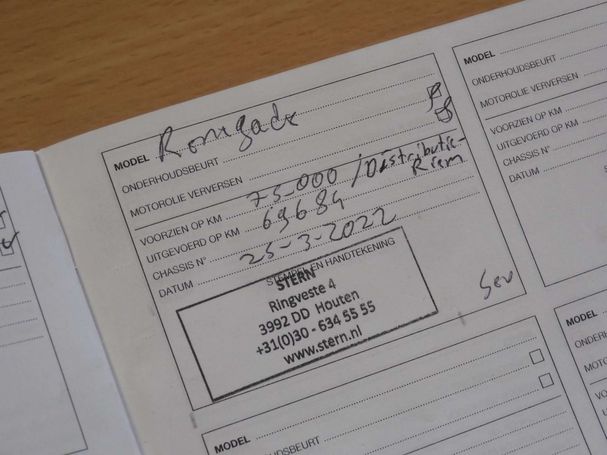 MODEL Renegade
ONDERHOUDSBEURT
MOTOROLIE VERVERSEN
VOORZIEN OP KM 75-000 / Distributie-
Riem
UITGEVOERD OP KM 69684
CHASSIS N°
DATUM 25-3-2022
STEMPEL EN HANDTEKENING
STERN
Ringveste 4
3992 DD Houten
+31(0)30 - 634 55 55
www.stern.nl
MODEL
ONDERHOUDSBEURT
MOTOROLIE VERVERSEN
VOORZIEN OP KM
UITGEVOERD OP KM
CHASSIS N°
DATUM
MODEL
MODEL